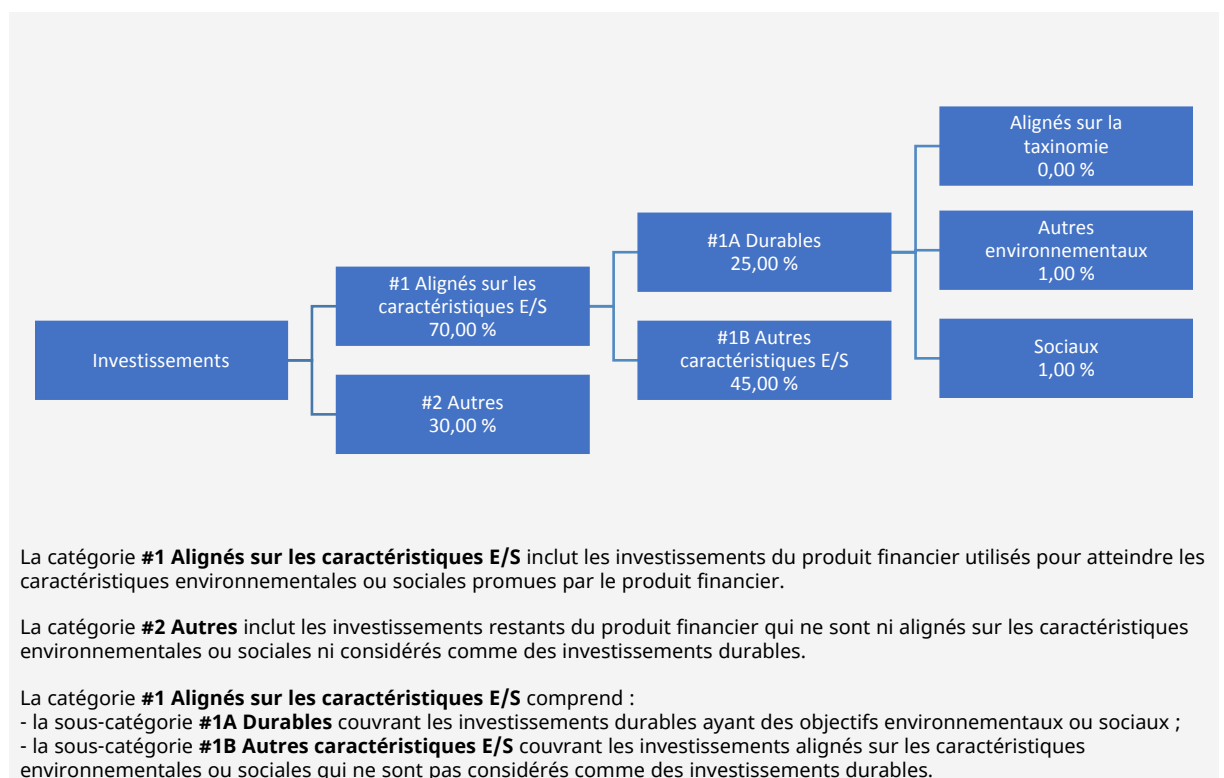 Investissements
#1 Alignés sur les
caractéristiques E/S
70,00 %
#2 Autres
30,00 %
#1A Durables
25,00 %
#1B Autres
caractéristiques E/S
45,00 %
Alignés sur la
taxinomie
0,00 %
Autres
environnementaux
1,00 %
Sociaux
1,00 %
La catégorie #1 Alignés sur les caractéristiques E/S inclut les investissements du produit financier utilisés pour atteindre les
caractéristiques environnementales ou sociales promues par le produit financier.
La catégorie #2 Autres inclut les investissements restants du produit financier qui ne sont ni alignés sur les caractéristiques
environnementales ou sociales ni considérés comme des investissements durables.
La catégorie #1 Alignés sur les caractéristiques E/S comprend :
- la sous-catégorie #1A Durables couvrant les investissements durables ayant des objectifs environnementaux ou sociaux ;
- la sous-catégorie #1B Autres caractéristiques E/S couvrant les investissements alignés sur les caractéristiques
environnementales ou sociales qui ne sont pas considérés comme des investissements durables.